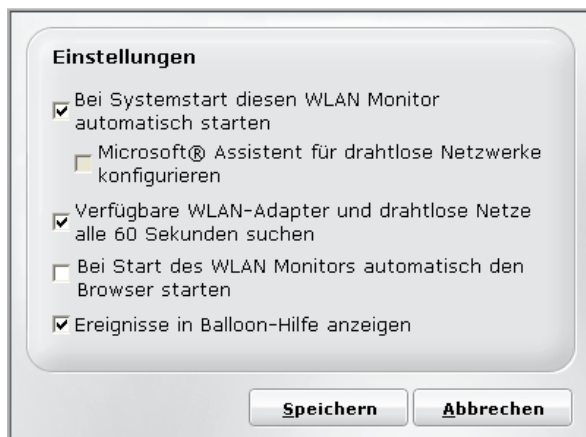 Einstellungen
Bei Systemstart diesen WLAN Monitor
automatisch starten
Microsoft® Assistent für drahtlose Netzwerke
konfigurieren
Verfügbare WLAN-Adapter und drahtlose Netze
alle 60 Sekunden suchen
Bei Start des WLAN Monitors automatisch den
Browser starten
Ereignisse in Balloon-Hilfe anzeigen
Speichern
Abbrechen